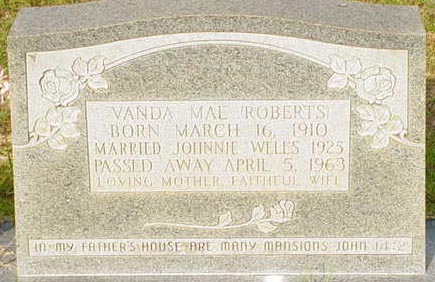 VANDA MAE (ROBERTS)
BORN MARCH 16, 1910
MARRIED JOHNNIE WELLS 1925
PASSED AWAY APRIL 5, 1963
LOVING MOTHER FAITHFUL WIFE
IN MY FATHER'S HOUSE ARE MANY MANSIONS JOHN 14:2